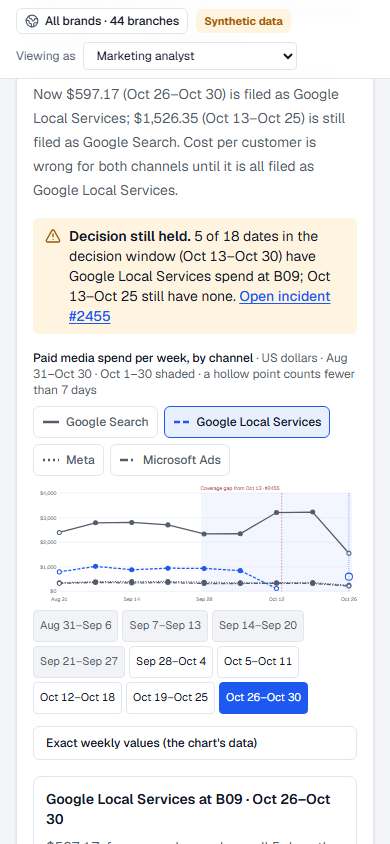 All brands · 44 branches
Synthetic data
Viewing as
Marketing analyst
Now $597.17 (Oct 26–Oct 30) is filed as Google
Local Services; $1,526.35 (Oct 13–Oct 25) is still
filed as Google Search. Cost per customer is
wrong for both channels until it is all filed as
Google Local Services.
Decision still held. 5 of 18 dates in the
decision window (Oct 13–Oct 30) have
Google Local Services spend at B09; Oct
13–Oct 25 still have none. Open incident
#2455
Paid media spend per week, by channel · US dollars · Aug
31–Oct 30 · Oct 1–30 shaded · a hollow point counts fewer
than 7 days
Google Search
Google Local Services
Meta
Microsoft Ads
Coverage gap from Oct 13 · #2455
$4,000
$3,000
$2,000
$1,000
$0
Aug 31
Sep 14
Sep 28
Oct 12
Oct 26
Aug 31–Sep 6
Sep 7–Sep 13
Sep 14–Sep 20
Sep 21–Sep 27
Sep 28–Oct 4
Oct 5–Oct 11
Oct 12–Oct 18
Oct 19–Oct 25
Oct 26–Oct 30
Exact weekly values (the chart's data)
Google Local Services at B09 · Oct 26–Oct
30